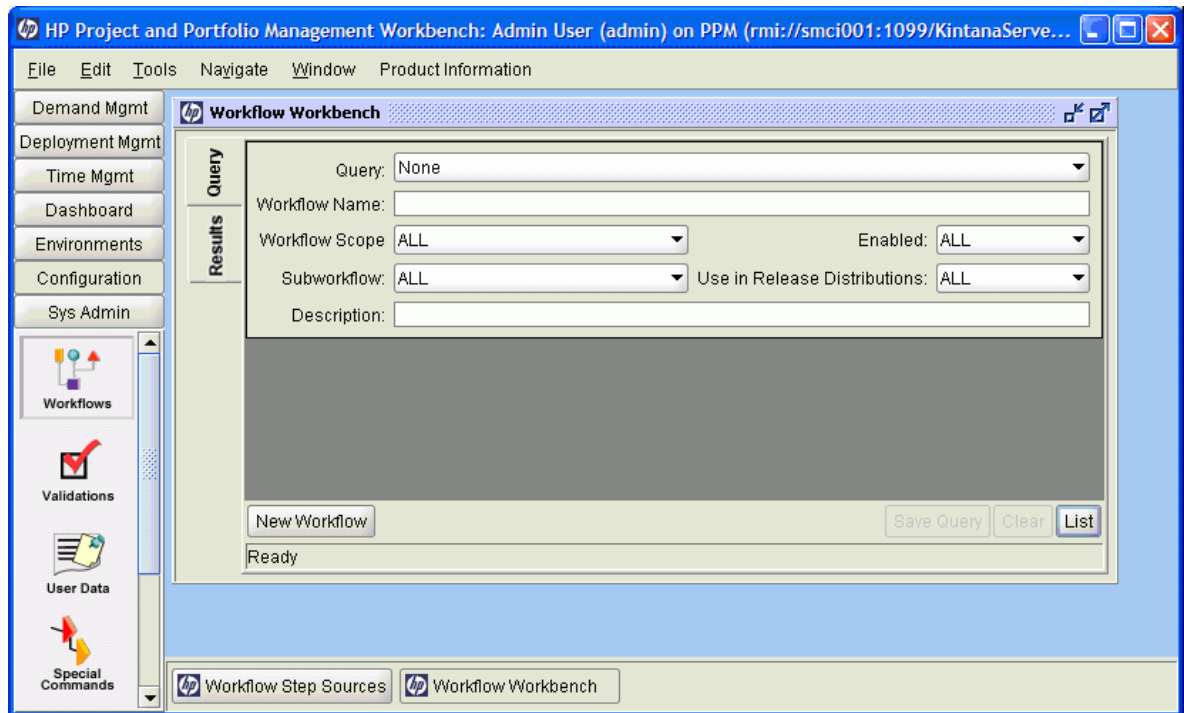 HP Project and Portfolio Management Workbench: Admin User (admin) on PPM (rmi://smci001:1099/KintanaServe...
File Edit Tools Navigate Window Product Information
Demand Mgmt
Deployment Mgmt
Time Mgmt
Dashboard
Environments
Configuration
Sys Admin
Workflows
Validations
User Data
Special
Commands
hp Workflow Workbench
Query
Results
Query: None
Workflow Name:
Workflow Scope ALL Enabled: ALL
Subworkflow: ALL Use in Release Distributions: ALL
Description:
New Workflow Save Query Clear List
Ready
hp Workflow Step Sources hp Workflow Workbench